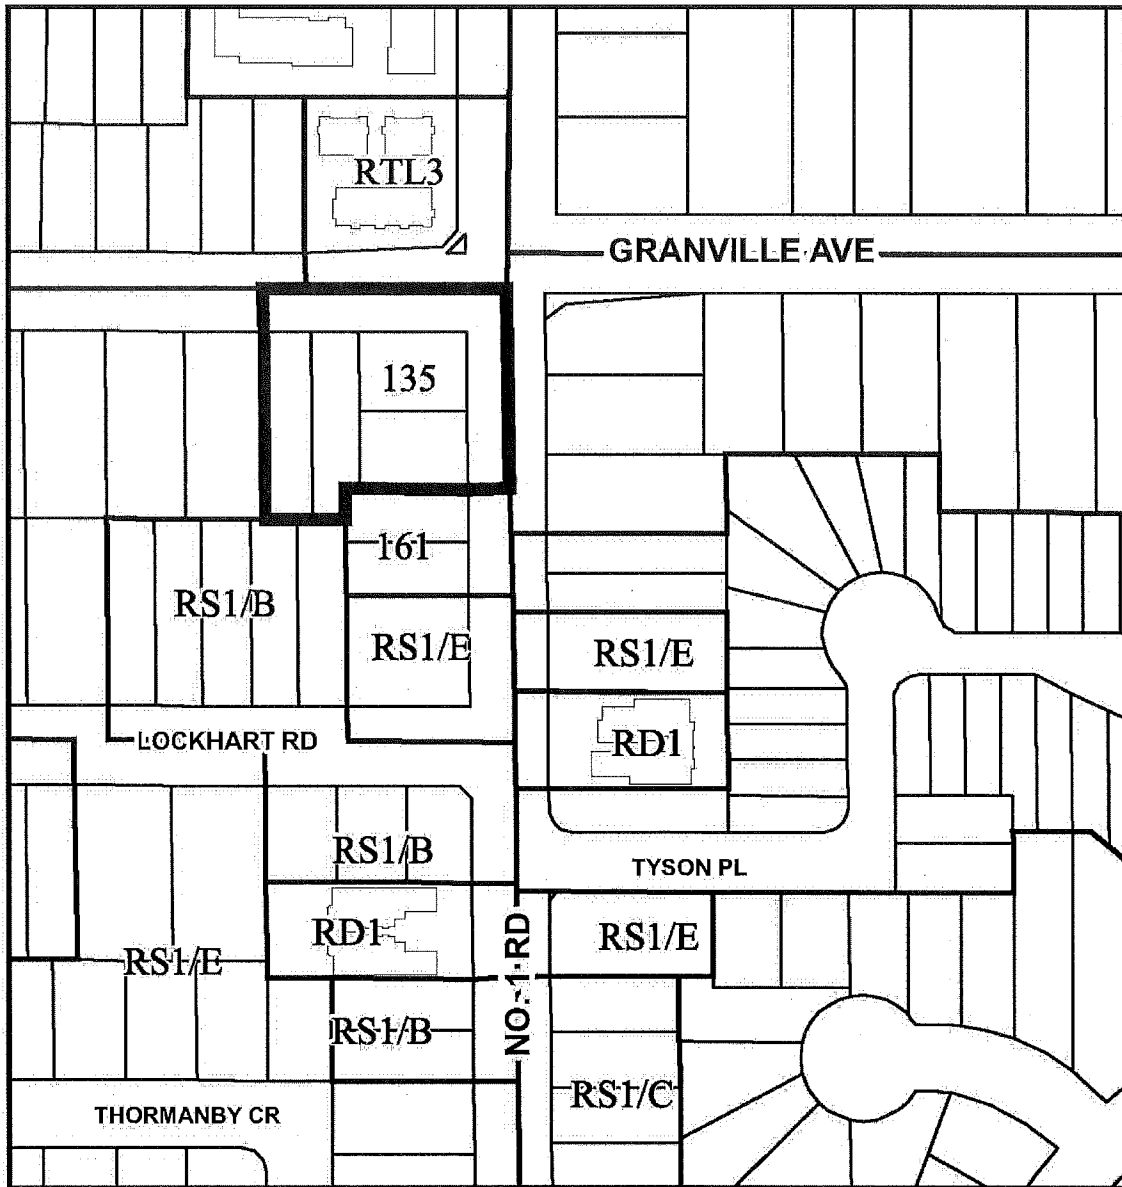 RTL3
GRANVILLE AVE
135
161
RS1/B
RS1/E
RS1/E
LOCKHART RD
RD1
RS1/B
TYSON PL
RD1
RS1/E
RS1/E
NO. 1 RD
RS1/B
RS1/C
THORMANBY CR